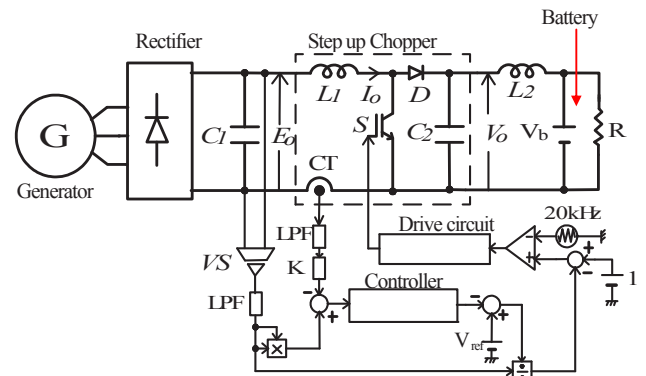 Battery
Rectifier
Step up Chopper
L1
Io
D
L2
G
C1
Eo
S
C2
Vo
Vb
R
Generator
CT
LPF
Drive circuit
20kHz
-
+
+
-
VS
K
Controller
1
LPF
-
+
-
+
Vref
×
÷